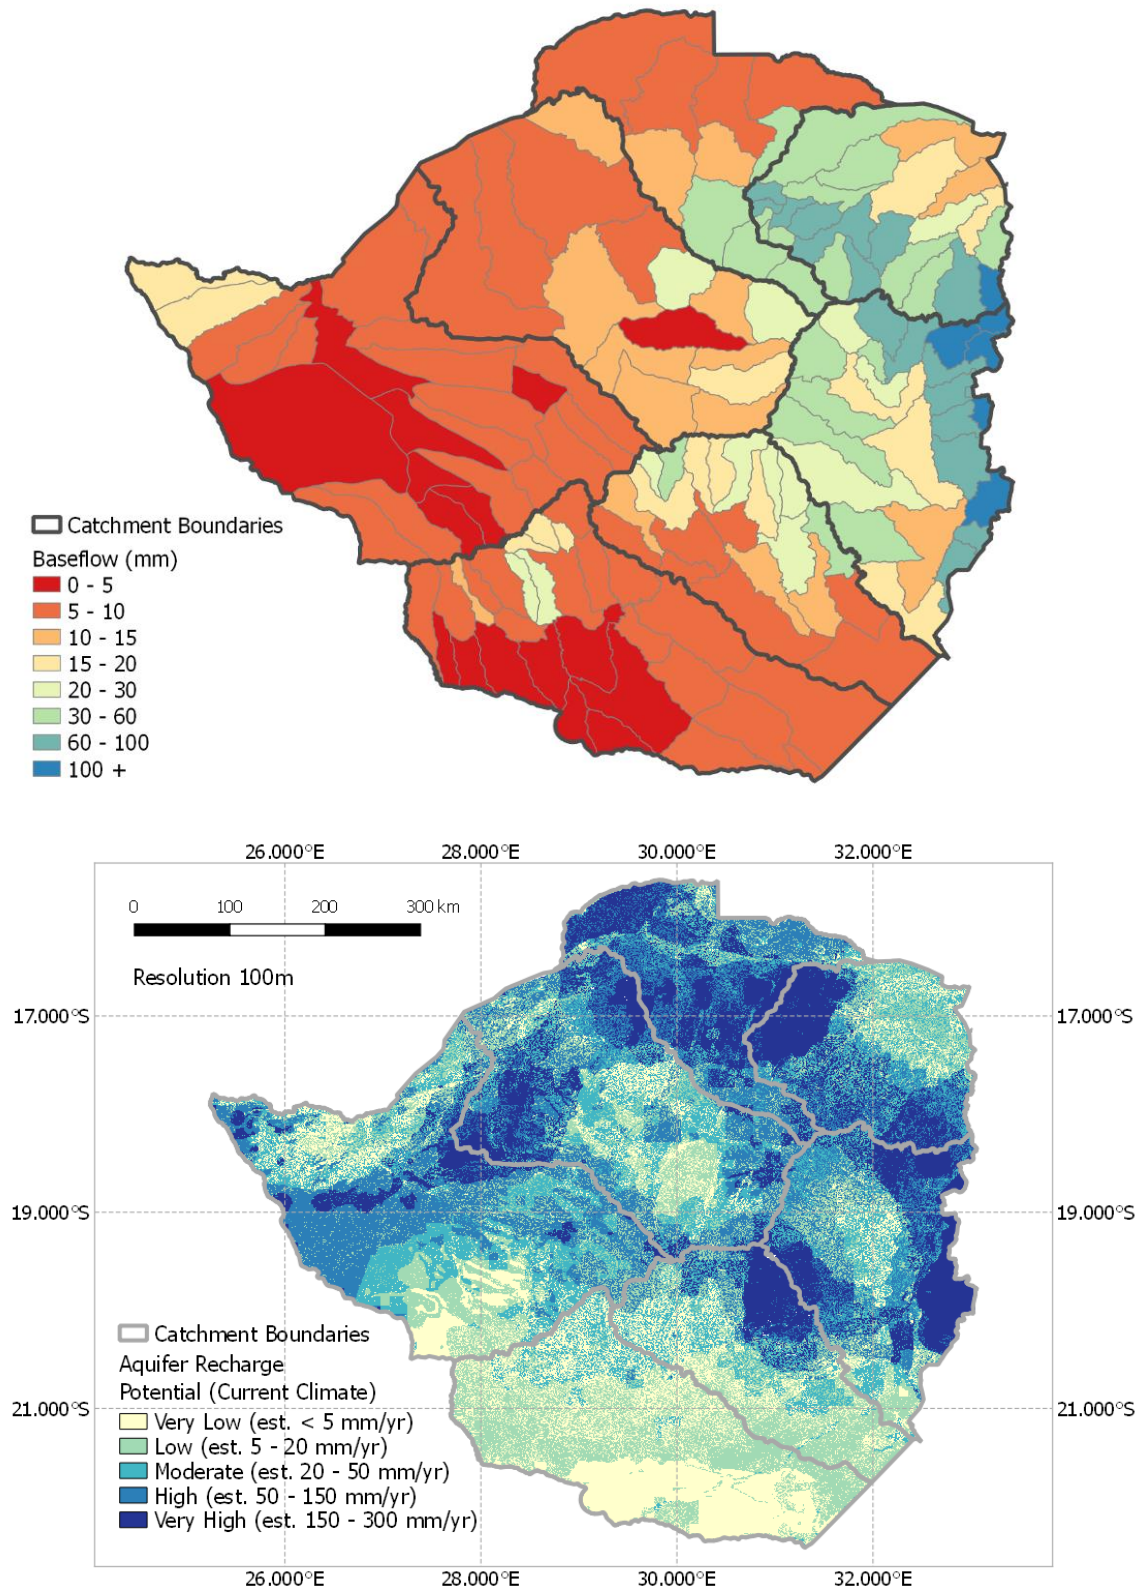 Catchment Boundaries
Baseflow (mm)
0 - 5
5 - 10
10 - 15
15 - 20
20 - 30
30 - 60
60 - 100
100 +
26.000°E 28.000°E 30.000°E 32.000°E
0 100 200 300 km
Resolution 100m
17.000°S 17.000°S
19.000°S 19.000°S
Catchment Boundaries
Aquifer Recharge
Potential (Current Climate)
21.000°S 21.000°S
Very Low (est. < 5 mm/yr)
Low (est. 5 - 20 mm/yr)
Moderate (est. 20 - 50 mm/yr)
High (est. 50 - 150 mm/yr)
Very High (est. 150 - 300 mm/yr)
26.000°E 28.000°E 30.000°E 32.000°E